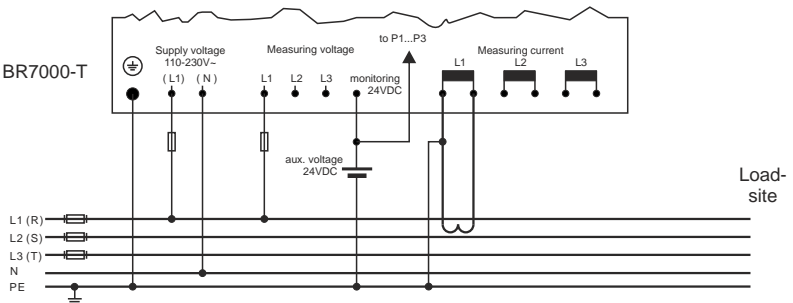 BR7000-T
Supply voltage
110-230V~
( L1) ( N )
Measuring voltage
L1 L2 L3
monitoring
24VDC
to P1...P3
Measuring current
L1 L2 L3
aux. voltage
24VDC
Load-
site
L1 (R)
L2 (S)
L3 (T)
N
PE